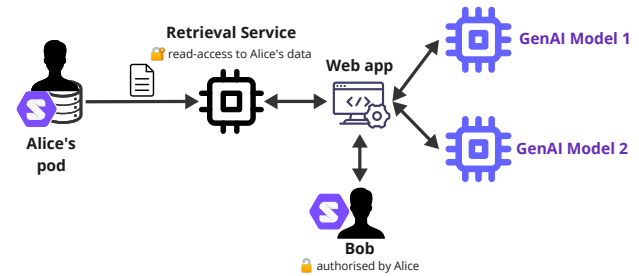 Retrieval Service
🔐 read-access to Alice's data
Alice's
pod
Web app
</>
GenAI Model 1
GenAI Model 2
Bob
🔓 authorised by Alice